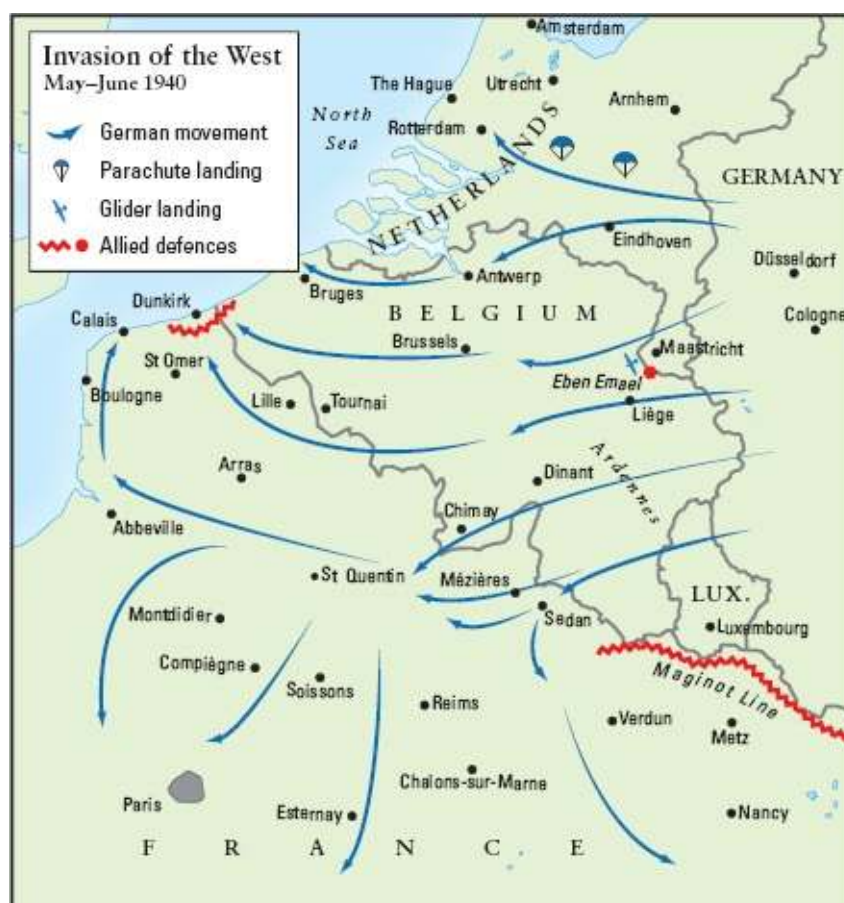 Invasion of the West
May–June 1940
German movement
Parachute landing
Glider landing
Allied defences
Amsterdam
The Hague
Utrecht
Arnhem
North
Sea
Rotterdam
NETHERLANDS
GERMANY
Eindhoven
Düsseldorf
Bruges
Antwerp
BELGIUM
Cologne
Dunkirk
Calais
Brussels
Maastricht
St Omer
Eben Emael
Boulogne
Lille
Tournai
Liège
Arras
Dinant
Ardennes
Abbeville
Chimay
St Quentin
Mézières
LUX.
Sedan
Luxembourg
Montdidier
Compiègne
Soissons
Maginot Line
Reims
Verdun
Metz
Chalons-sur-Marne
Paris
Esternay
Nancy
FRANCE